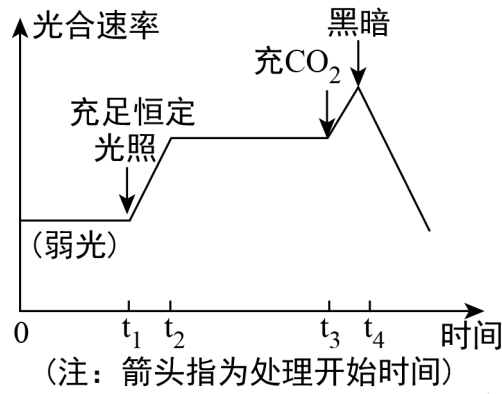 光合速率
黑暗
充CO₂
充足恒定
光照
(弱光)
0
t₁
t₂
t₃
t₄
时间
(注：箭头指为处理开始时间)